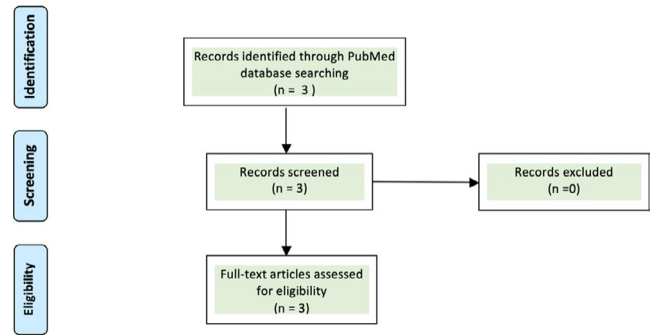 Identification
Records identified through PubMed
database searching
(n = 3 )
Screening
Records screened
(n = 3)
Records excluded
(n =0)
Eligibility
Full-text articles assessed
for eligibility
(n = 3)